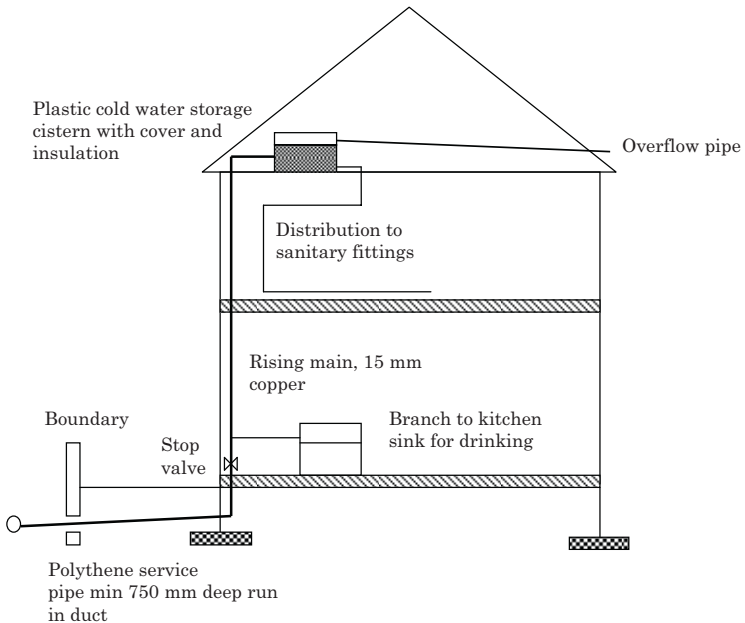 Plastic cold water storage
cistern with cover and
insulation
Overflow pipe
Distribution to
sanitary fittings
Rising main, 15 mm
copper
Boundary
Stop
valve
Branch to kitchen
sink for drinking
Polythene service
pipe min 750 mm deep run
in duct